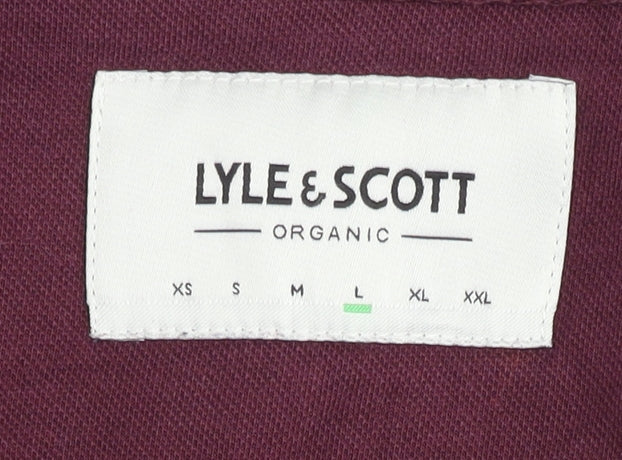 LYLE & SCOTT
ORGANIC
XS S M L XL XXL